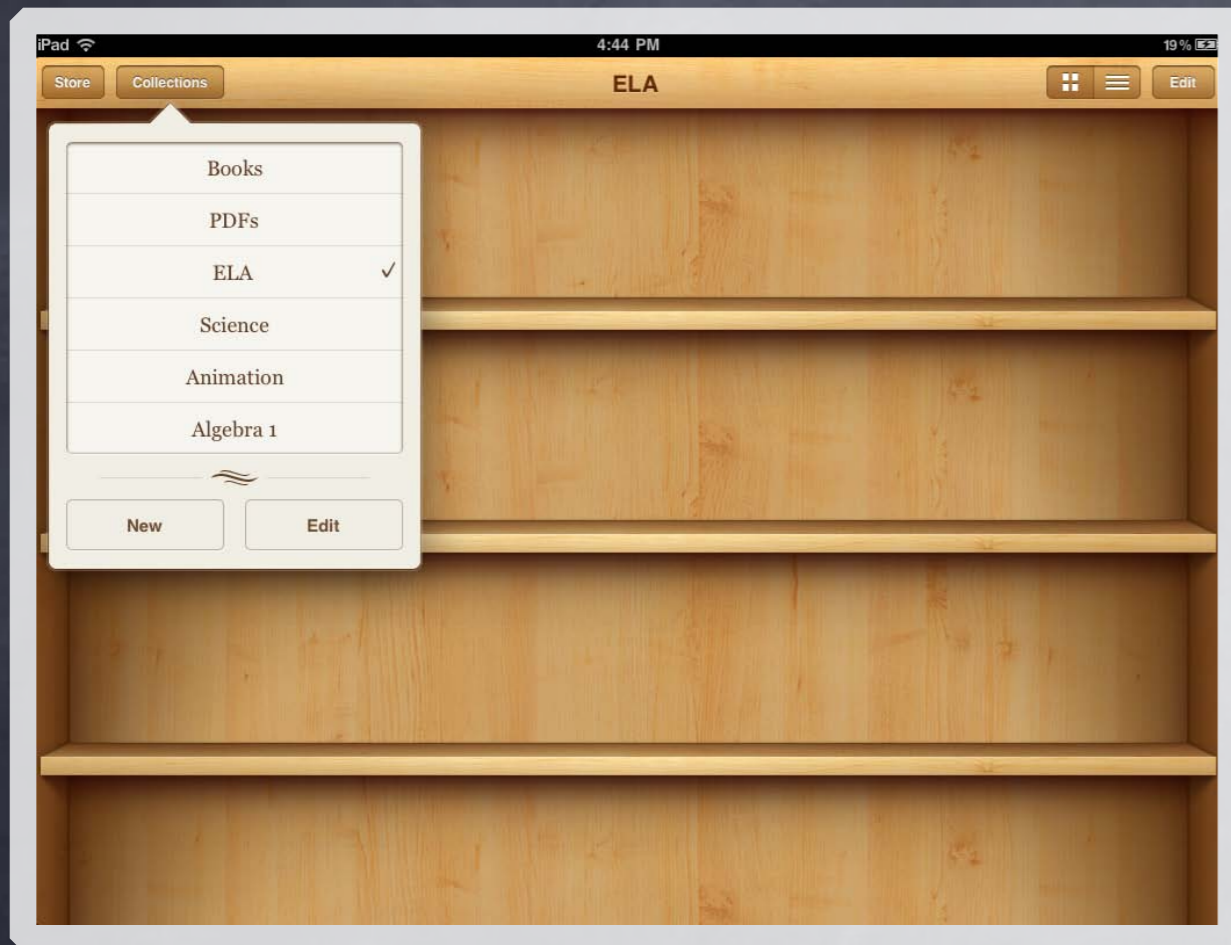 iPad 4:44 PM 19%
Store Collections ELA Edit
Books
PDFs
ELA
Science
Animation
Algebra 1
New Edit